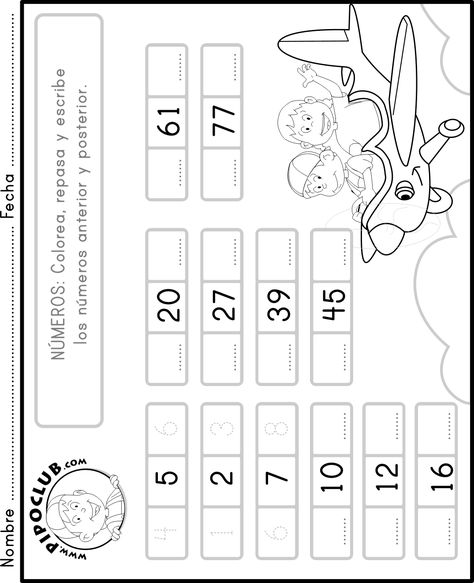 Nombre .................... Fecha ....................
www.PIPOCLUB.com
NÚMEROS: Colorea, repasa y escribe
los números anterior y posterior.
4 5 6 ...... 20 ...... ...... 61 ......
1 2 3 ...... 27 ...... ...... 77 ......
6 7 8 ...... 39 ......
...... 10 ...... ...... 45 ......
...... 12 ......
...... 16 ......